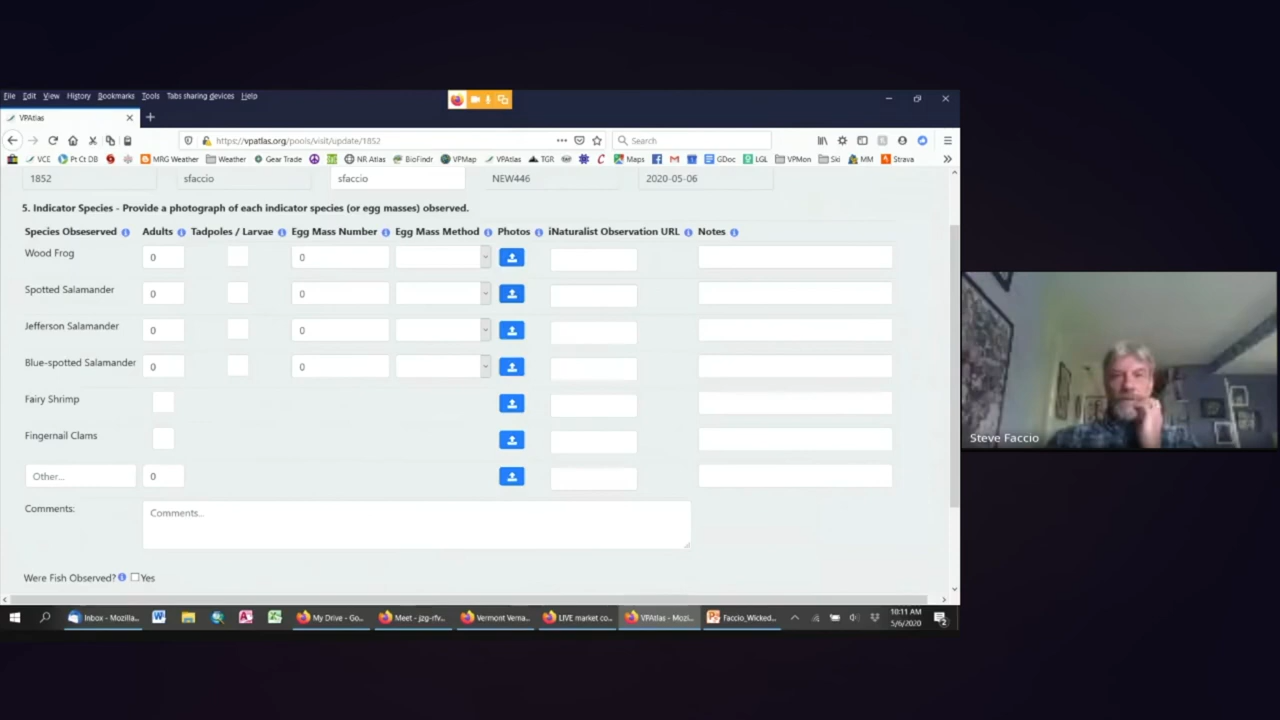 File Edit View History Bookmarks Tools Tabs sharing devices Help
VPAtlas
https://vpatlas.org/pools/visit/update/1852
Search
VCE Pt Ct DB MRG Weather Weather Gear Trade NR Atlas BioFindr VPMap VPAtlas TGR Maps GDoc LGL VPMon Ski MM Strava
1852 sfaccio sfaccio NEW446 2020-05-06
5. Indicator Species - Provide a photograph of each indicator species (or egg masses) observed.
Species Obseserved Adults Tadpoles / Larvae Egg Mass Number Egg Mass Method Photos iNaturalist Observation URL Notes
Wood Frog 0 0
Spotted Salamander 0 0
Jefferson Salamander 0 0
Blue-spotted Salamander 0 0
Fairy Shrimp
Fingernail Clams
Steve Faccio
Other... 0
Comments: Comments..
Were Fish Observed? Yes
Inbox - Mozilla... My Drive - Go... Meet - jzg-rfv... Vermont Verna... LIVE market co... VPAtlas - Mozi... Faccio_Wicked... 10:11 AM
5/6/2020
2